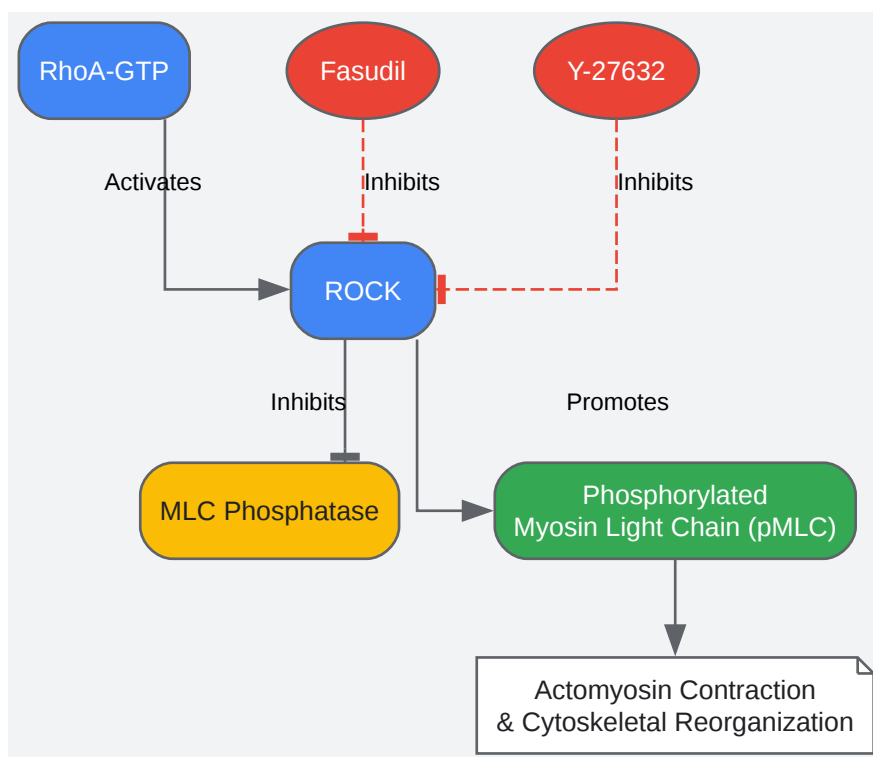 RhoA-GTP
Fasudil
Y-27632
Activates
Inhibits
Inhibits
ROCK
Inhibits
Promotes
MLC Phosphatase
Phosphorylated
Myosin Light Chain (pMLC)
Actomyosin Contraction
& Cytoskeletal Reorganization